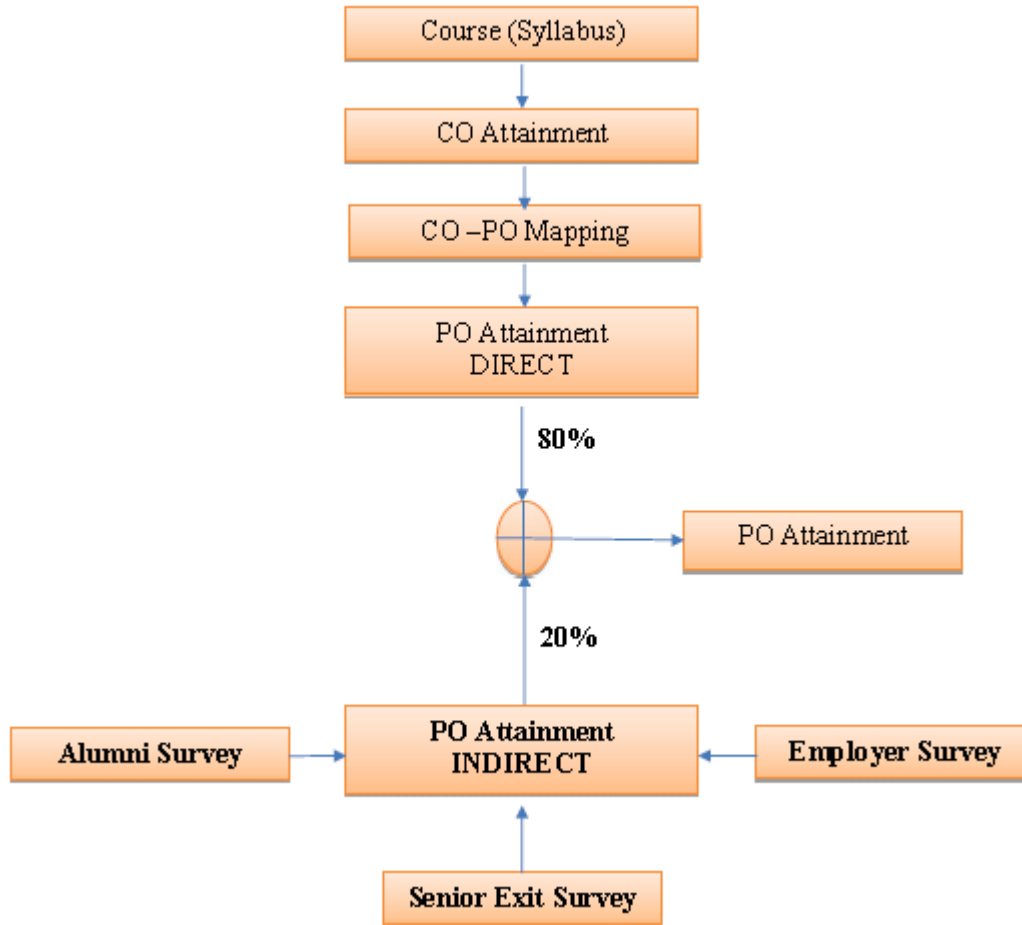 Course (Syllabus)
CO Attainment
CO –PO Mapping
PO Attainment
DIRECT
80%
PO Attainment
20%
PO Attainment
INDIRECT
Alumni Survey
Employer Survey
Senior Exit Survey